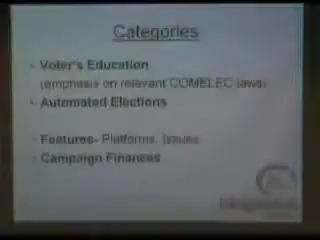 Categories
- Voter's Education
(emphasis on relevant COMELEC laws)
- Automated Elections
- Features- Platforms, Issues
- Campaign Finances